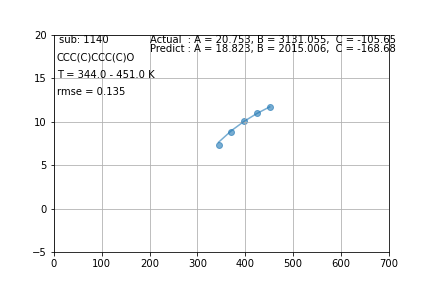 sub: 1140
Actual : A = 20.753, B = 3131.055, C = -105.65
Predict : A = 18.823, B = 2015.006, C = -168.68
CCC(C)CCC(C)O
T = 344.0 - 451.0 K
rmse = 0.135
20
15
10
5
0
−5
0 100 200 300 400 500 600 700